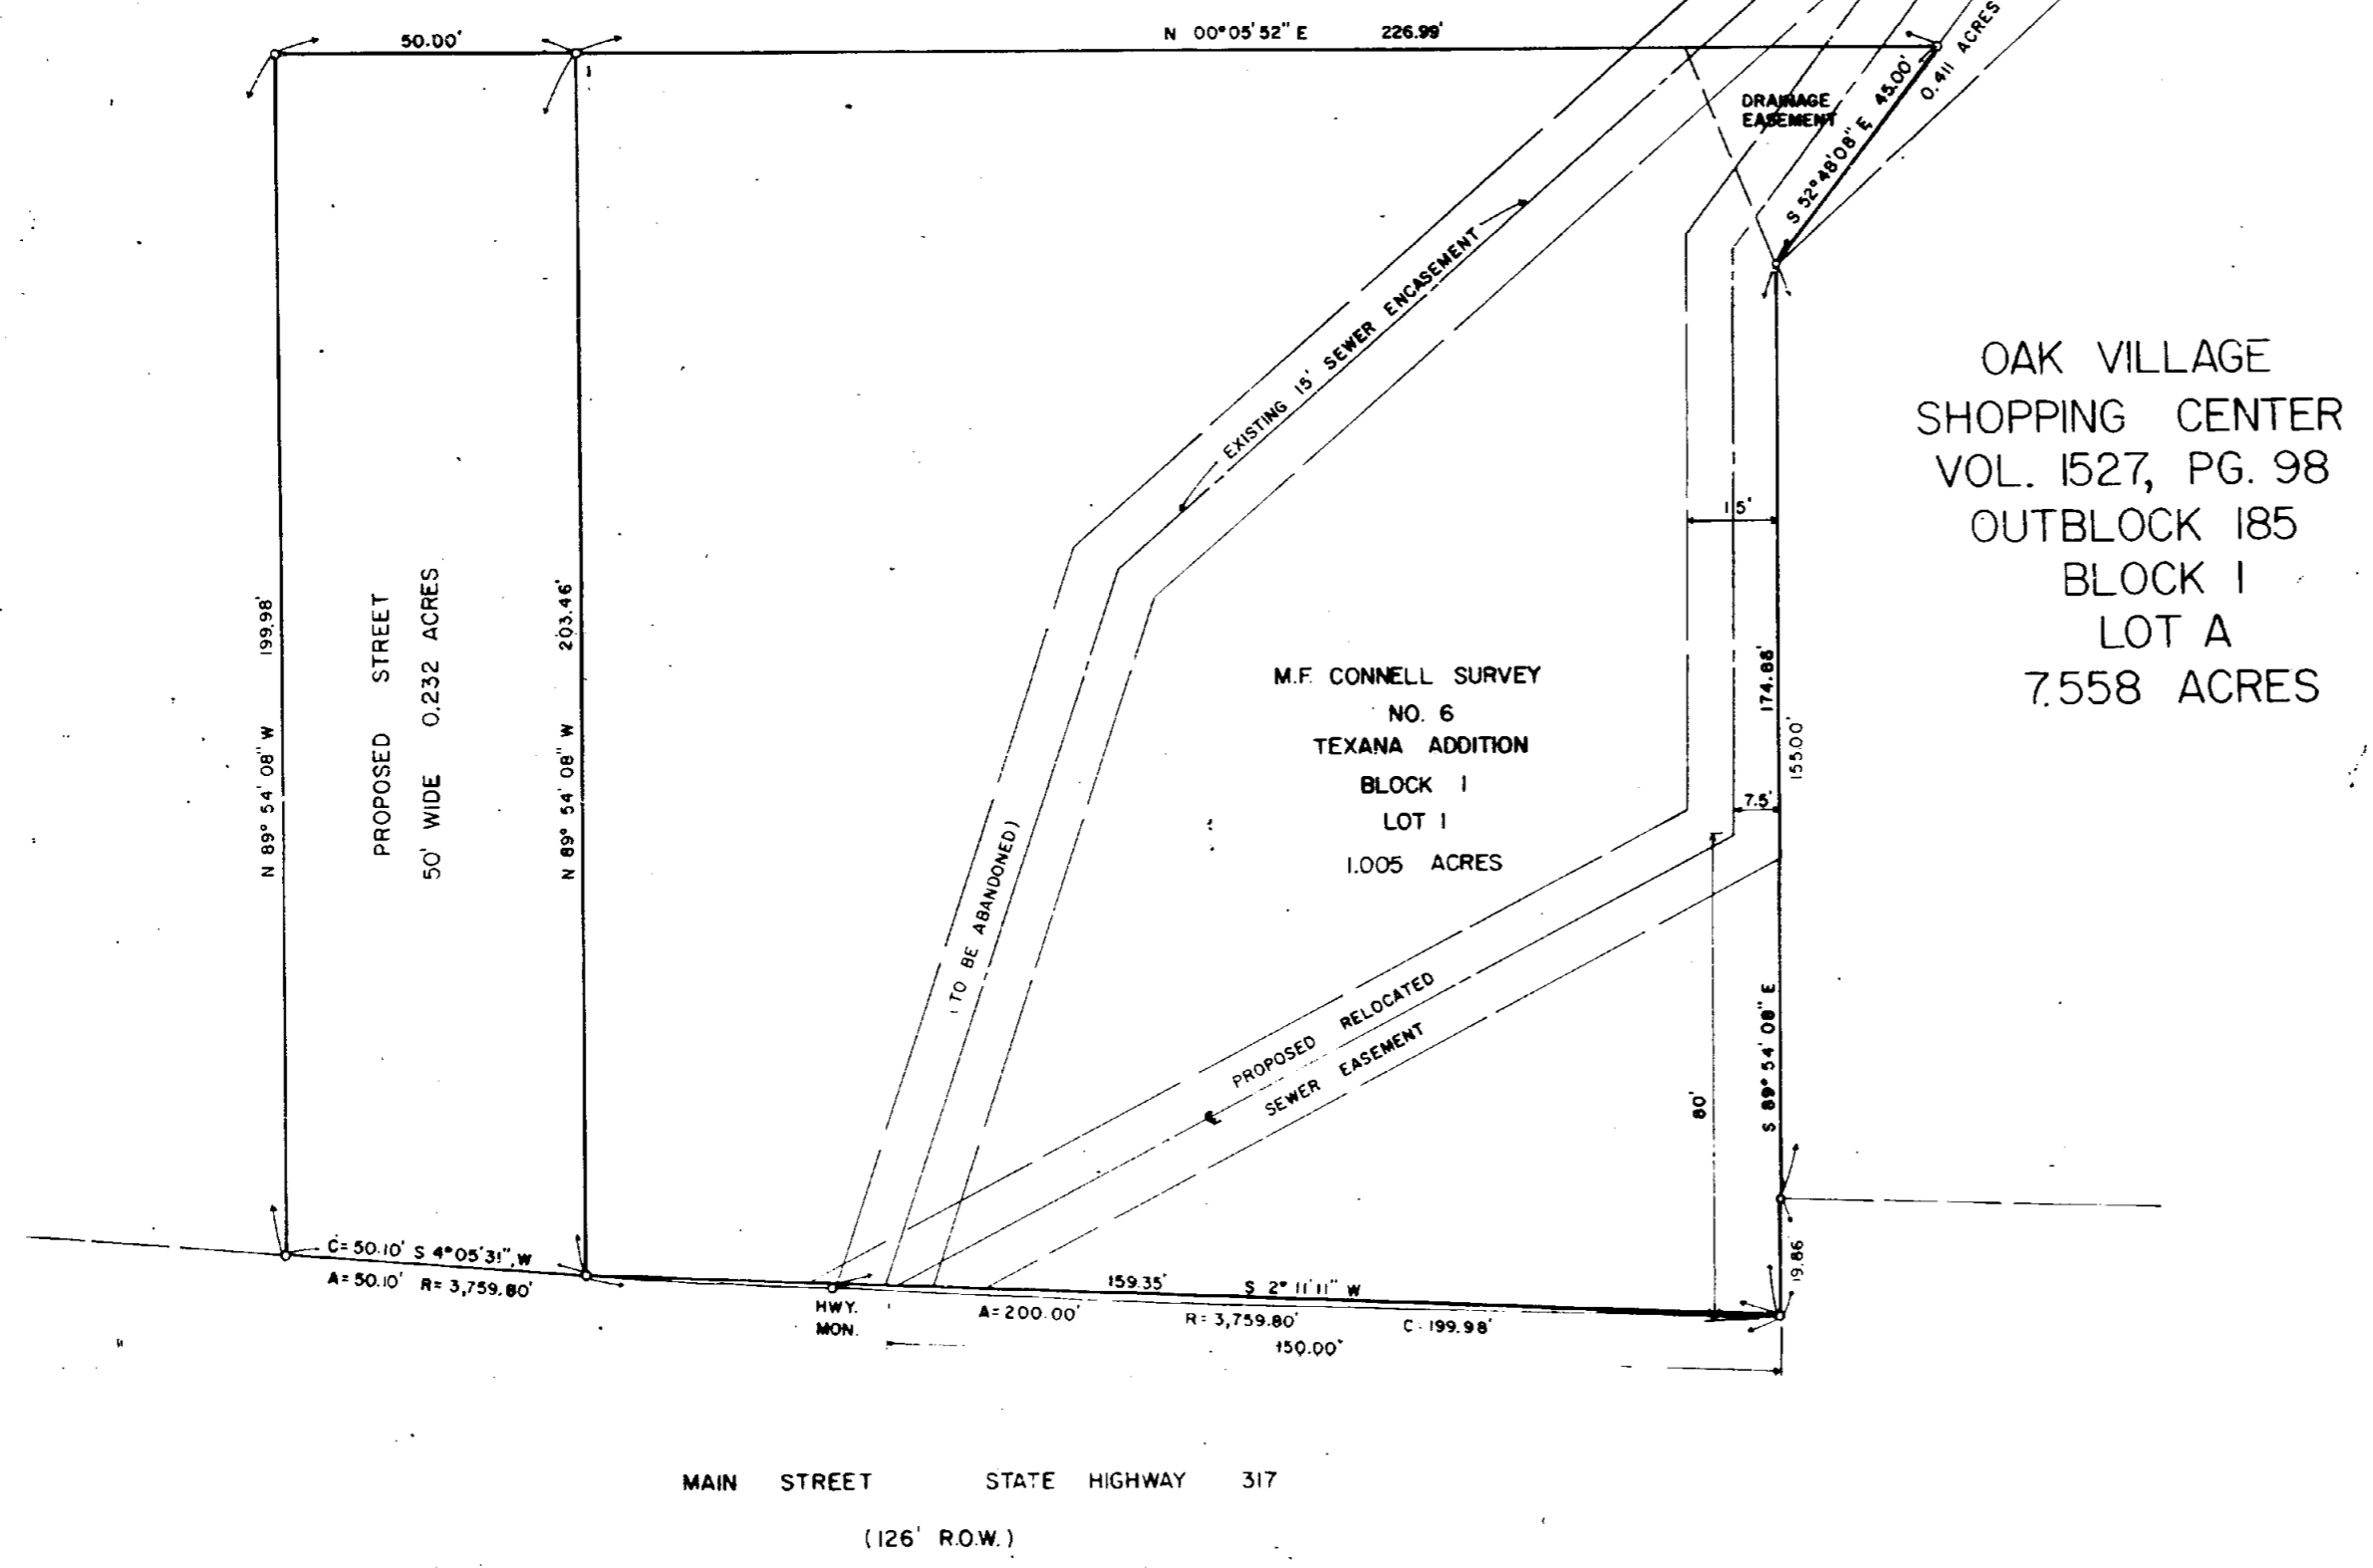 50.00'
N 00°05'52" E 226.99'
DRAINAGE
EASEMENT
S 52°48'08" E 45.00'
0.411 ACRES
EXISTING 15' SEWER ENCASEMENT
(TO BE ABANDONED)
OAK VILLAGE
SHOPPING CENTER
VOL. 1527, PG. 98
OUTBLOCK 185
BLOCK 1
LOT A
7.558 ACRES
N 89° 54' 08" W 199.98'
PROPOSED STREET
50' WIDE 0.232 ACRES
N 89° 54' 08" W 203.46'
M.F. CONNELL SURVEY
NO. 6
TEXANA ADDITION
BLOCK 1
LOT 1
1.005 ACRES
15'
7.5'
S 89° 54' 08" E 174.88'
155.00'
80'
19.86
PROPOSED RELOCATED
SEWER EASEMENT
C= 50.10' S 4°05'31" W
A= 50.10' R= 3,759.80'
HWY.
MON.
159.35' S 2° 11' 11" W
A= 200.00' R= 3,759.80' C= 199.98'
150.00'
MAIN STREET STATE HIGHWAY 317
(126' R.O.W.)